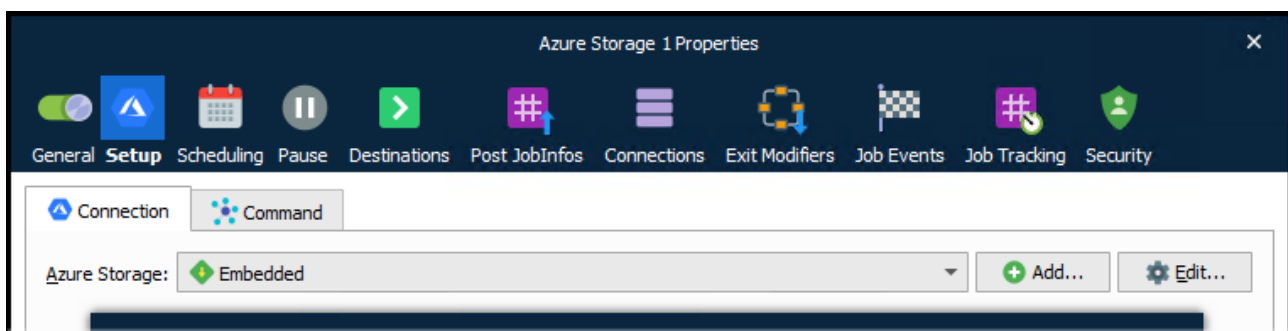 Azure Storage 1 Properties
General Setup Scheduling Pause Destinations Post JobInfos Connections Exit Modifiers Job Events Job Tracking Security
Connection Command
Azure Storage: Embedded Add... Edit...